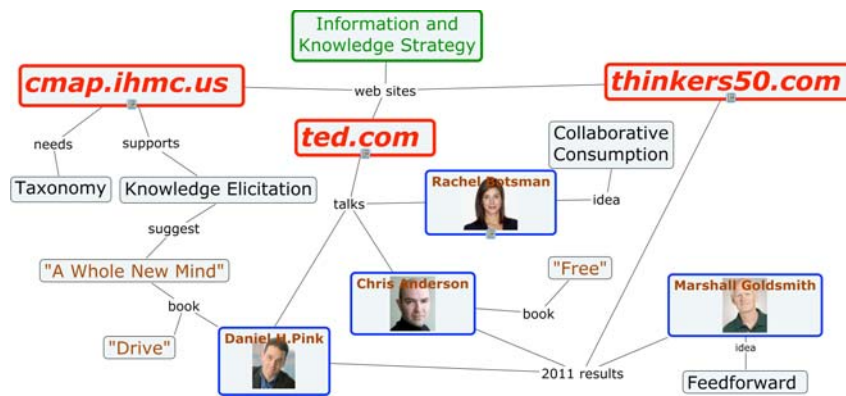 Information and
Knowledge Strategy
cmap.ihmc.us
web sites
thinkers50.com
ted.com
needs
supports
Collaborative
Consumption
Taxonomy
Knowledge Elicitation
talks
Rachel Botsman
idea
suggest
"A Whole New Mind"
Chris Anderson
"Free"
Marshall Goldsmith
book
book
"Drive"
Daniel H.Pink
2011 results
idea
Feedforward